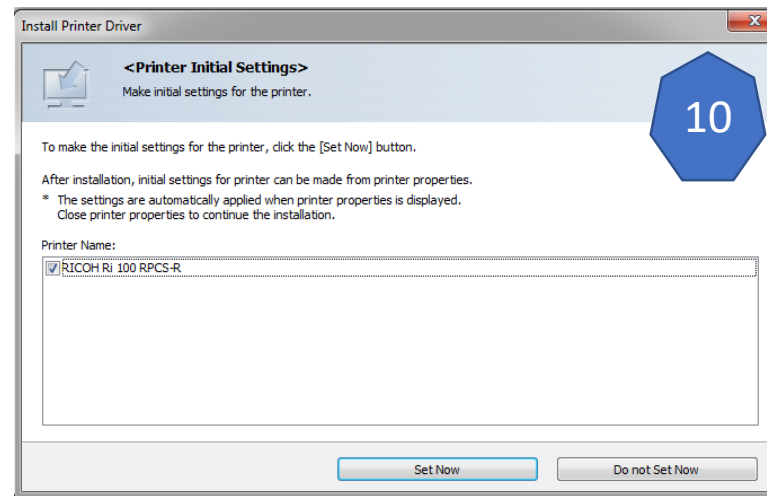 Install Printer Driver
<Printer Initial Settings>
Make initial settings for the printer.
10
To make the initial settings for the printer, click the [Set Now] button.
After installation, initial settings for printer can be made from printer properties.
* The settings are automatically applied when printer properties is displayed.
Close printer properties to continue the installation.
Printer Name:
RICOH Ri 100 RPCS-R
Set Now
Do not Set Now